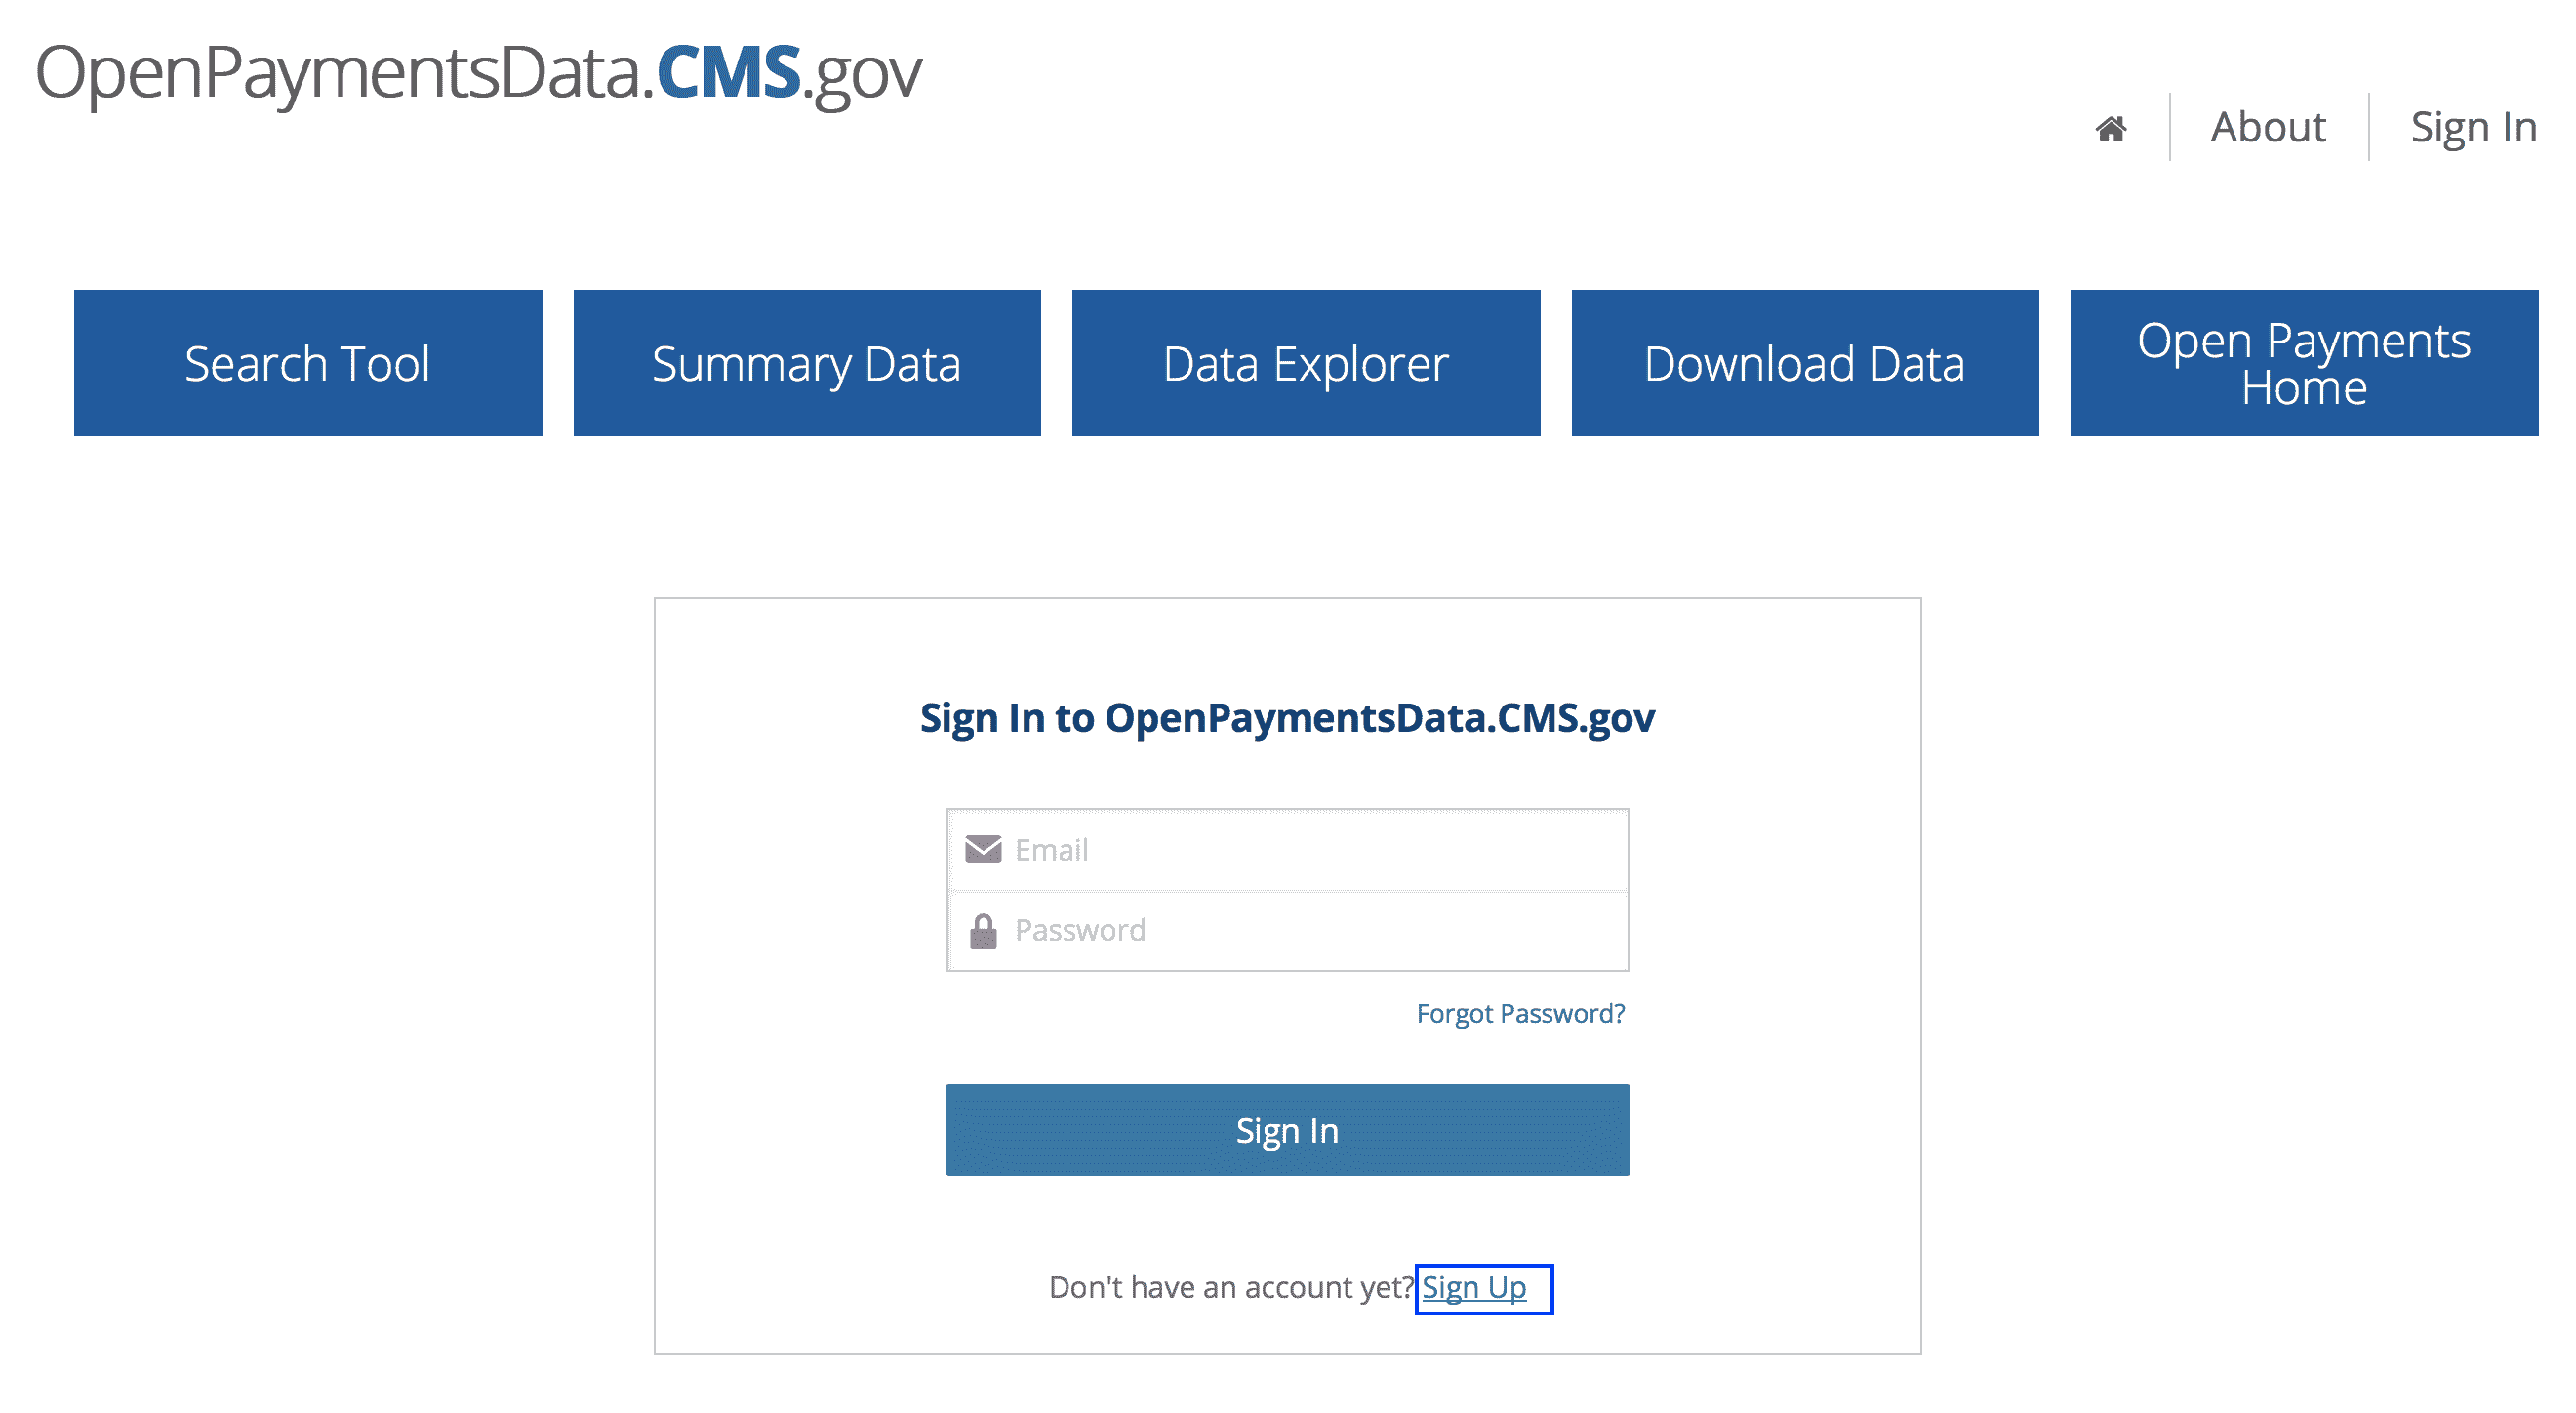 OpenPaymentsData.CMS.gov
About
Sign In
Search Tool
Summary Data
Data Explorer
Download Data
Open Payments
Home
Sign In to OpenPaymentsData.CMS.gov
Email
Password
Forgot Password?
Sign In
Don't have an account yet? Sign Up